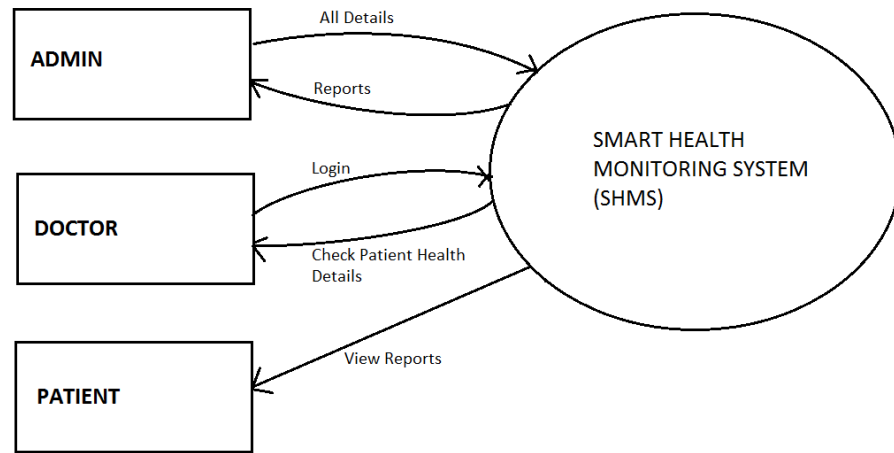 All Details
ADMIN
Reports
SMART HEALTH
MONITORING SYSTEM
(SHMS)
Login
DOCTOR
Check Patient Health
Details
View Reports
PATIENT